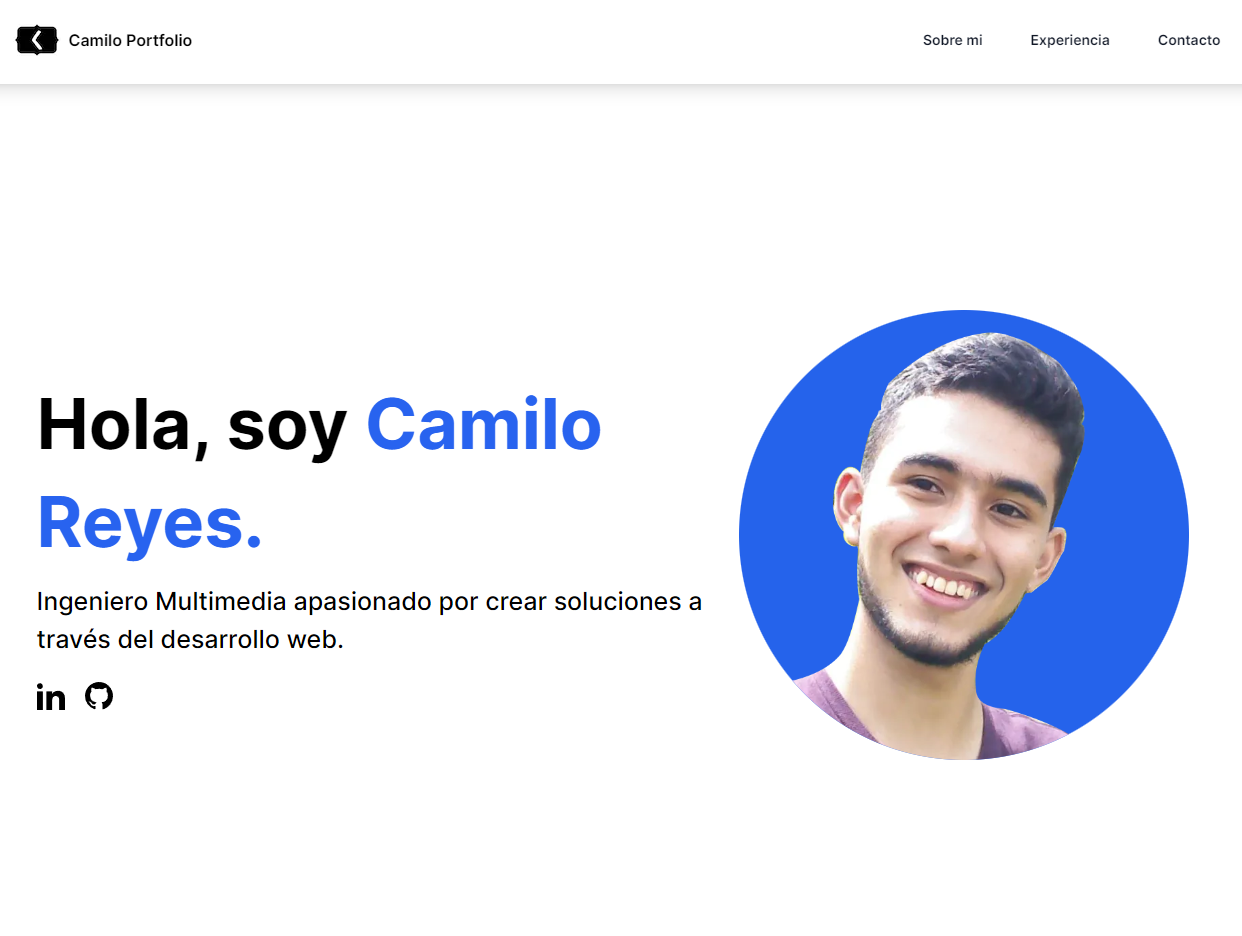 Camilo Portfolio
Sobre mi
Experiencia
Contacto
Hola, soy Camilo
Reyes.
Ingeniero Multimedia apasionado por crear soluciones a
través del desarrollo web.
in